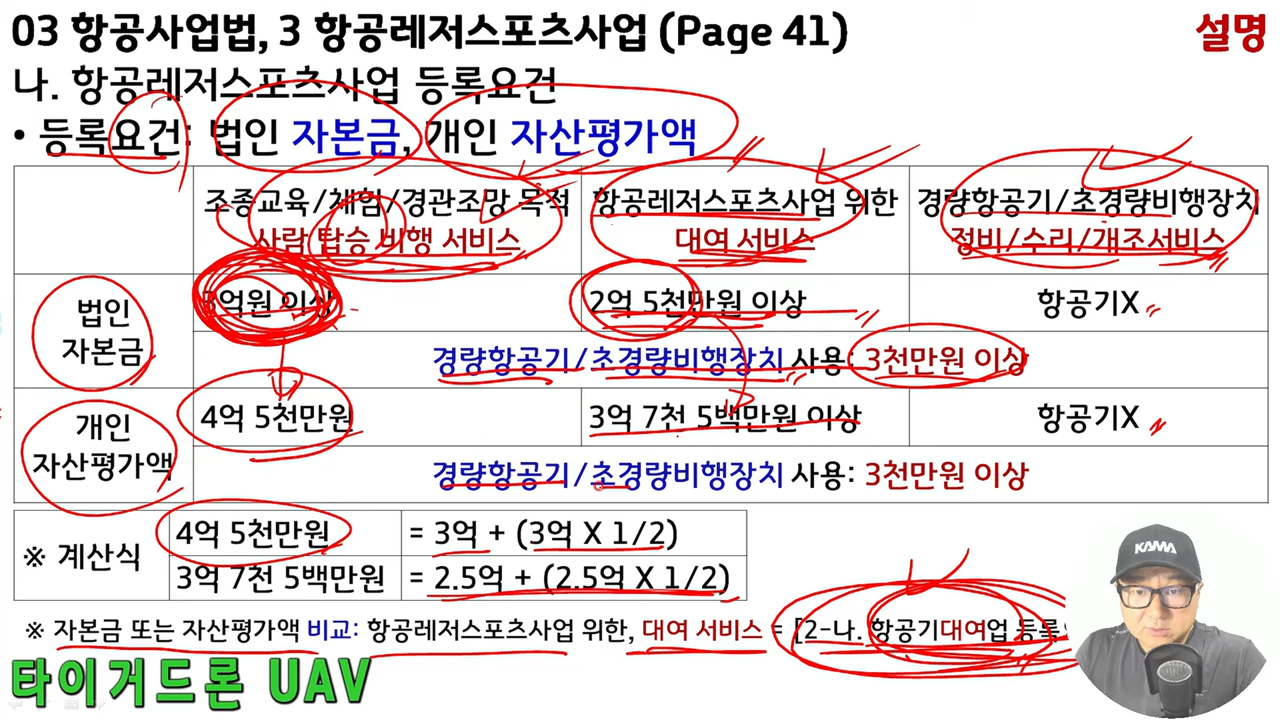 03 항공사업법, 3 항공레저스포츠사업 (Page 41)
설명
나. 항공레저스포츠사업 등록요건
• 등록요건: 법인 자본금, 개인 자산평가액
조종교육/체험/경관조망 목적
사람 탑승 비행 서비스
항공레저스포츠사업 위한
대여 서비스
경량항공기/초경량비행장치
정비/수리/개조서비스
법인
자본금
3억원 이상
2억 5천만원 이상
항공기X
경량항공기/초경량비행장치 사용: 3천만원 이상
개인
자산평가액
4억 5천만원
3억 7천 5백만원 이상
항공기X
경량항공기/초경량비행장치 사용: 3천만원 이상
※ 계산식
4억 5천만원 = 3억 + (3억 X 1/2)
3억 7천 5백만원 = 2.5억 + (2.5억 X 1/2)
※ 자본금 또는 자산평가액 비교: 항공레저스포츠사업 위한, 대여 서비스 = [2-나. 항공기대여업 등록
타이거드론 UAV
KAMA